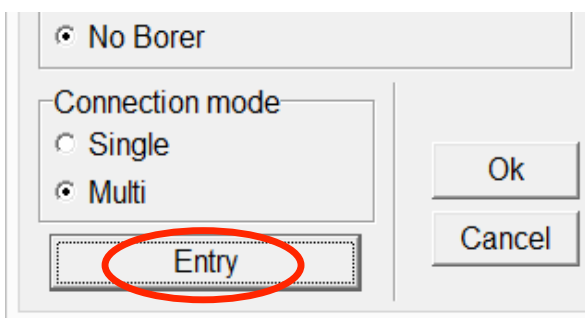 No Borer
Connection mode
Single
Multi
Entry
Ok
Cancel